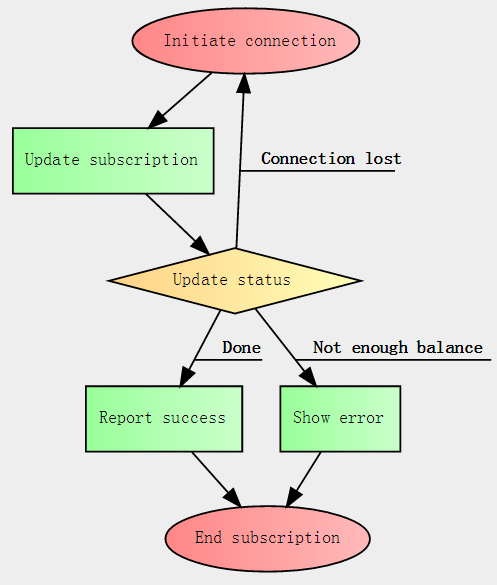 Initiate connection
Update subscription
Connection lost
Update status
Done
Not enough balance
Report success
Show error
End subscription